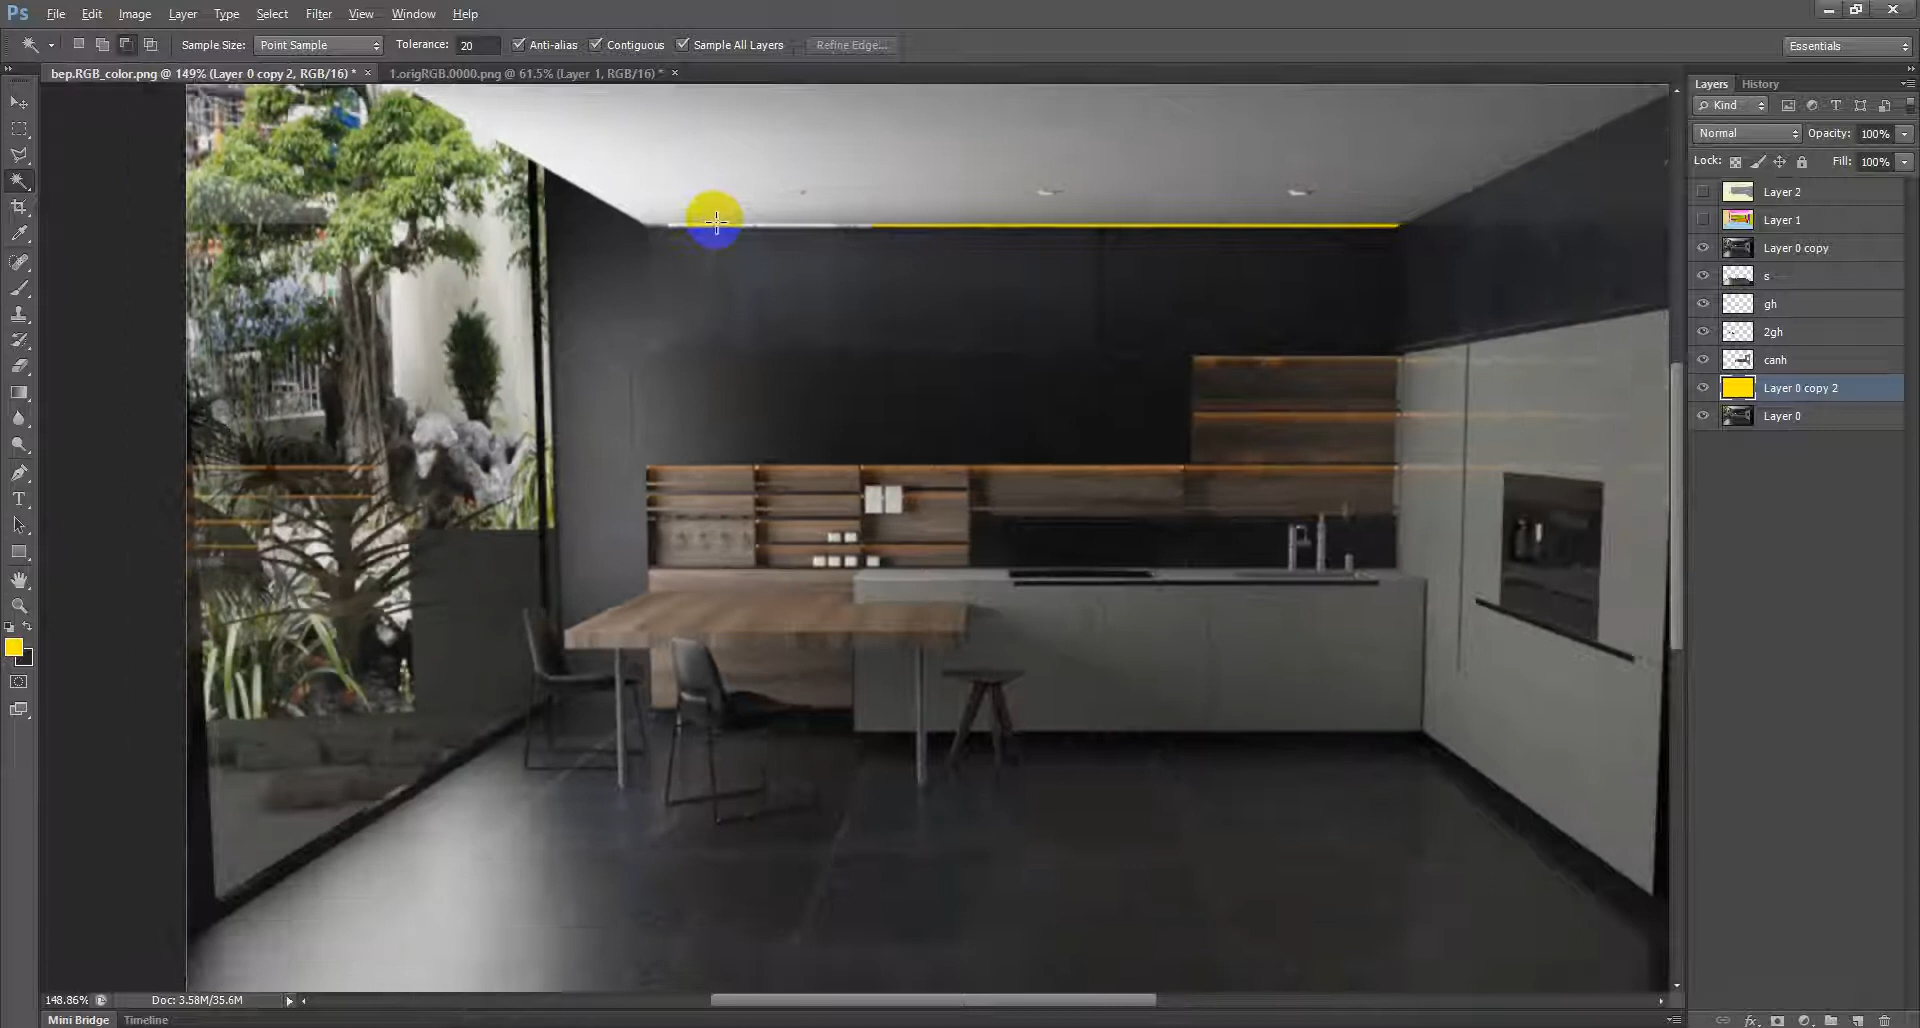 Ps File Edit Image Layer Type Select Filter View Window Help
Sample Size: Point Sample Tolerance: 20 Anti-alias Contiguous Sample All Layers Refine Edge... Essentials
bep.RGB_color.png @ 149% (Layer 0 copy 2, RGB/16) * × 1.origRGB.0000.png @ 61.5% (Layer 1, RGB/16) * ×
Layers History
Kind
Normal Opacity: 100%
Lock: Fill: 100%
Layer 2
Layer 1
Layer 0 copy
s
gh
2gh
canh
Layer 0 copy 2
Layer 0
148.86% Doc: 3.58M/35.6M
Mini Bridge Timeline